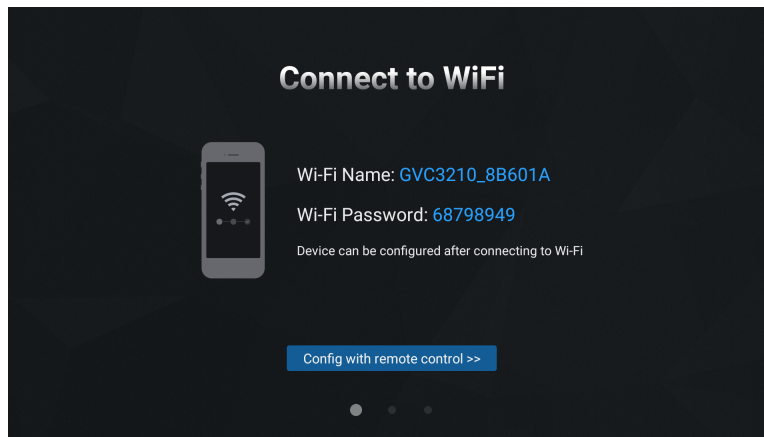 Connect to WiFi
Wi-Fi Name: GVC3210_8B601A
Wi-Fi Password: 68798949
Device can be configured after connecting to Wi-Fi
Config with remote control >>